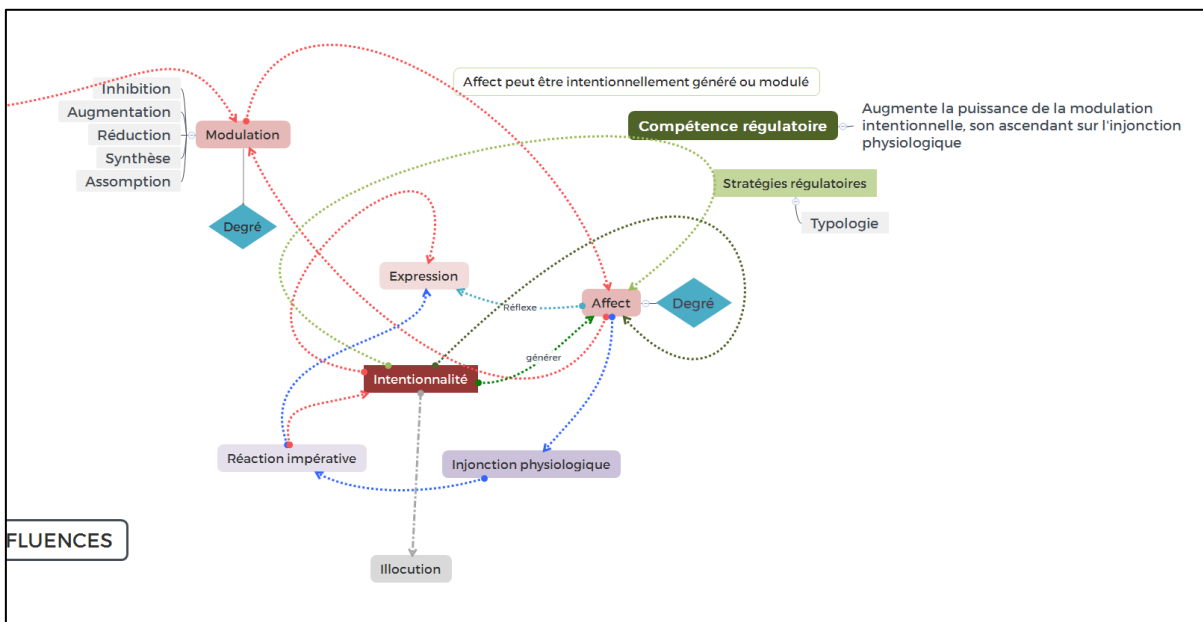 Affect peut être intentionnellement généré ou modulé
Inhibition
Augmentation
Réduction
Synthèse
Assomption
Modulation
Degré
Compétence régulatoire
Augmente la puissance de la modulation
intentionnelle, son ascendant sur l'injonction
physiologique
Stratégies régulatoires
Typologie
Expression
Réflexe
Affect
Degré
générer
Intentionnalité
Réaction impérative
Injonction physiologique
FLUENCES
Illocution